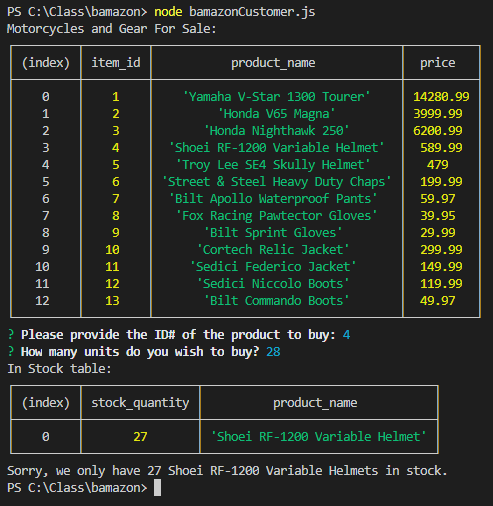 PS C:\Class\bamazon> node bamazonCustomer.js
Motorcycles and Gear For Sale:
(index) item_id product_name price
0 1 'Yamaha V-Star 1300 Tourer' 14280.99
1 2 'Honda V65 Magna' 3999.99
2 3 'Honda Nighthawk 250' 6200.99
3 4 'Shoei RF-1200 Variable Helmet' 589.99
4 5 'Troy Lee SE4 Skully Helmet' 479
5 6 'Street & Steel Heavy Duty Chaps' 199.99
6 7 'Bilt Apollo Waterproof Pants' 59.97
7 8 'Fox Racing Pawtector Gloves' 39.95
8 9 'Bilt Sprint Gloves' 29.99
9 10 'Cortech Relic Jacket' 299.99
10 11 'Sedici Federico Jacket' 149.99
11 12 'Sedici Niccolo Boots' 119.99
12 13 'Bilt Commando Boots' 49.97
? Please provide the ID# of the product to buy: 4
? How many units do you wish to buy? 28
In Stock table:
(index) stock_quantity product_name
0 27 'Shoei RF-1200 Variable Helmet'
Sorry, we only have 27 Shoei RF-1200 Variable Helmets in stock.
PS C:\Class\bamazon>